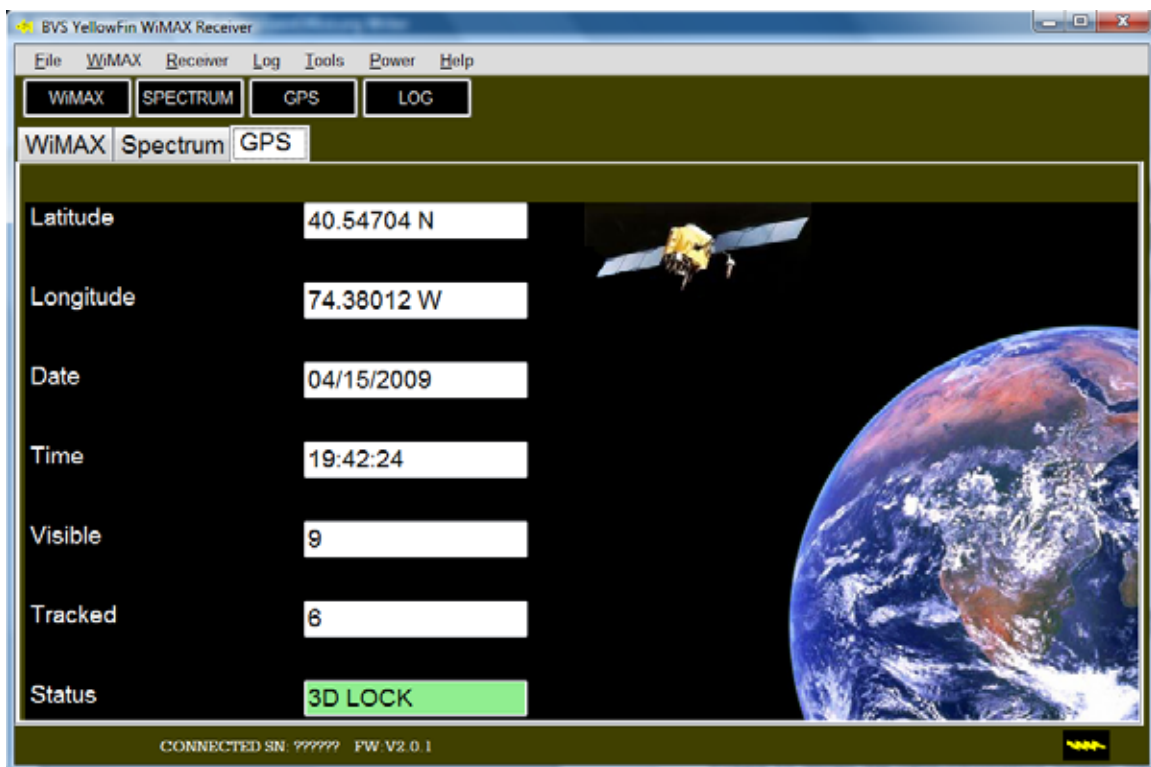 BVS YellowFin WiMAX Receiver
File WiMAX Receiver Log Tools Power Help
WiMAX SPECTRUM GPS LOG
WiMAX Spectrum GPS
Latitude 40.54704 N
Longitude 74.38012 W
Date 04/15/2009
Time 19:42:24
Visible 9
Tracked 6
Status 3D LOCK
CONNECTED SN: ?????? FW:V2.0.1